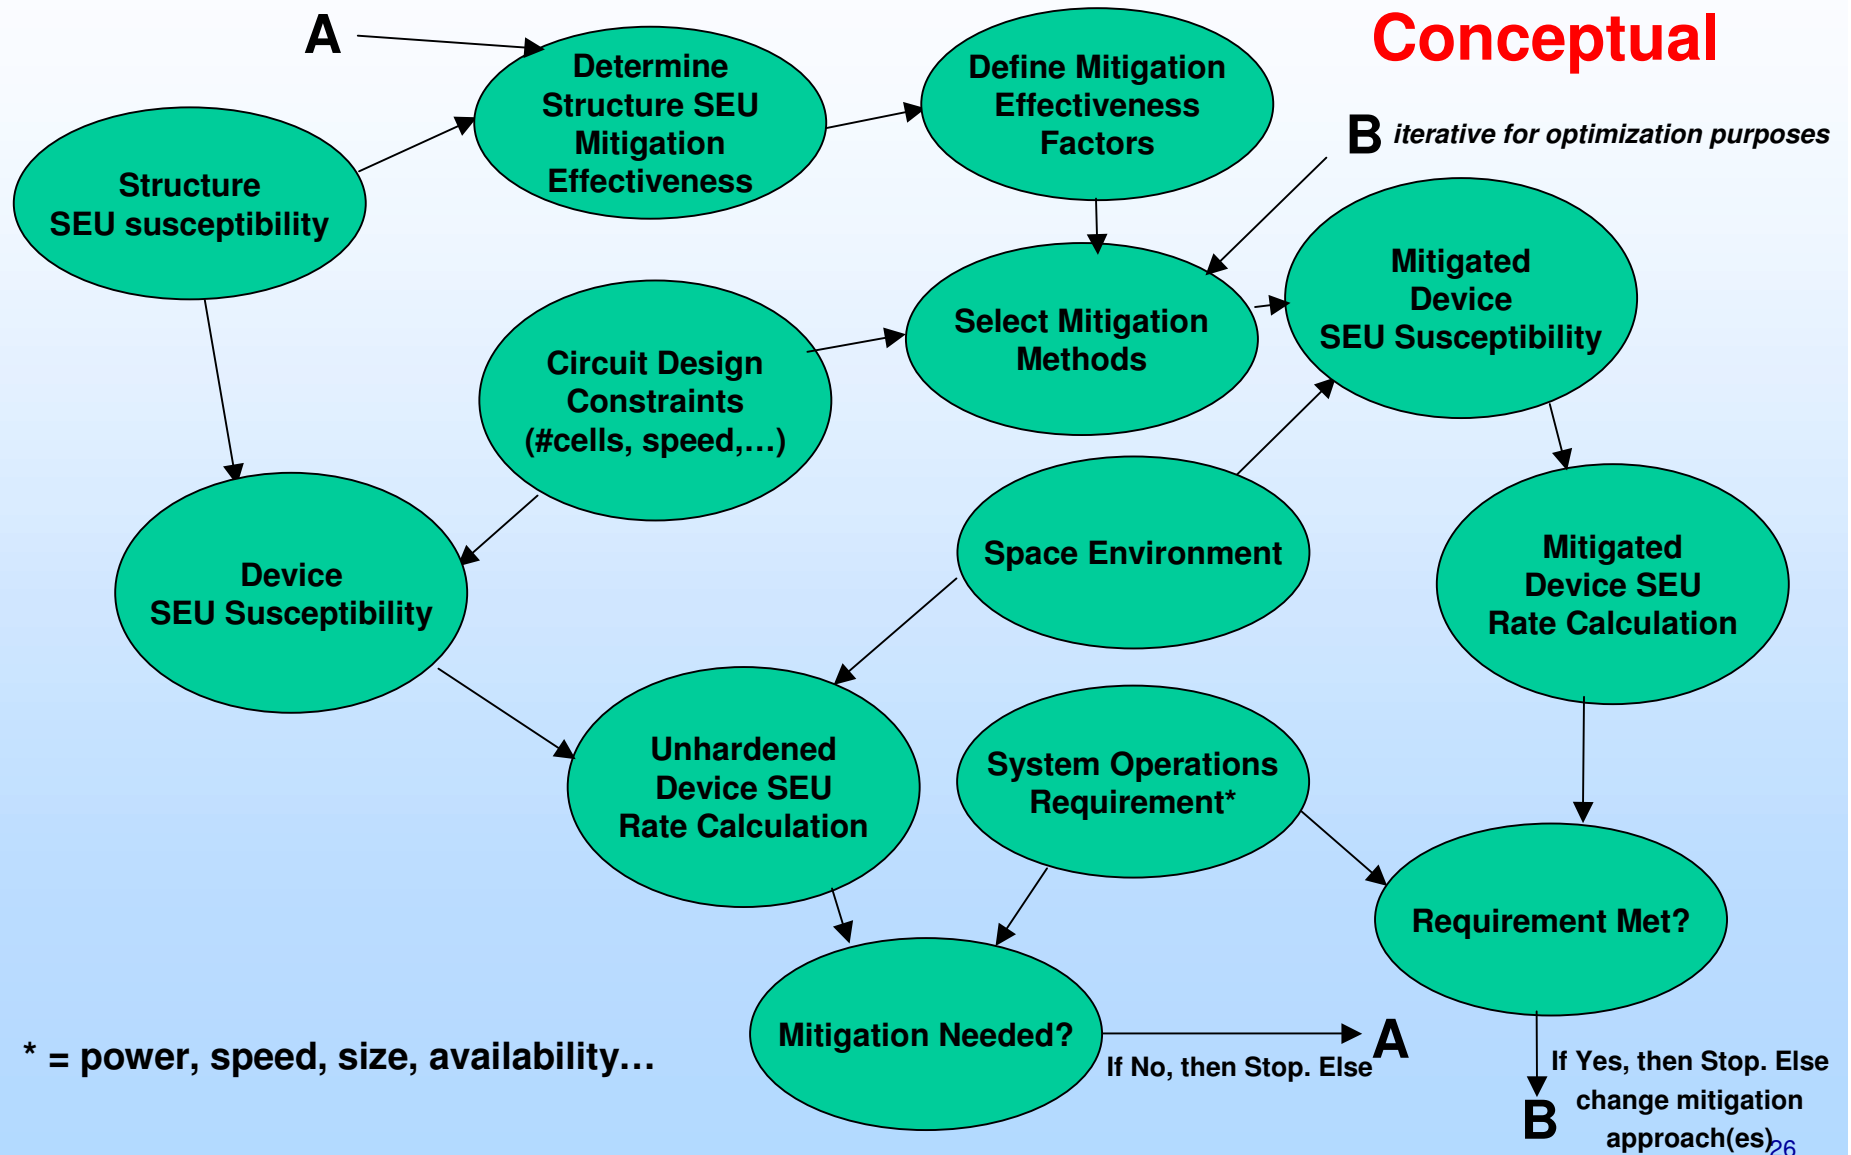 Conceptual
A
Determine
Structure SEU
Mitigation
Effectiveness
Define Mitigation
Effectiveness
Factors
B iterative for optimization purposes
Structure
SEU susceptibility
Circuit Design
Constraints
(#cells, speed,...)
Select Mitigation
Methods
Mitigated
Device
SEU Susceptibility
Device
SEU Susceptibility
Space Environment
Mitigated
Device SEU
Rate Calculation
Unhardened
Device SEU
Rate Calculation
System Operations
Requirement*
Requirement Met?
Mitigation Needed?
If No, then Stop. Else
A
* = power, speed, size, availability...
If Yes, then Stop. Else
change mitigation
approach(es)
B
26